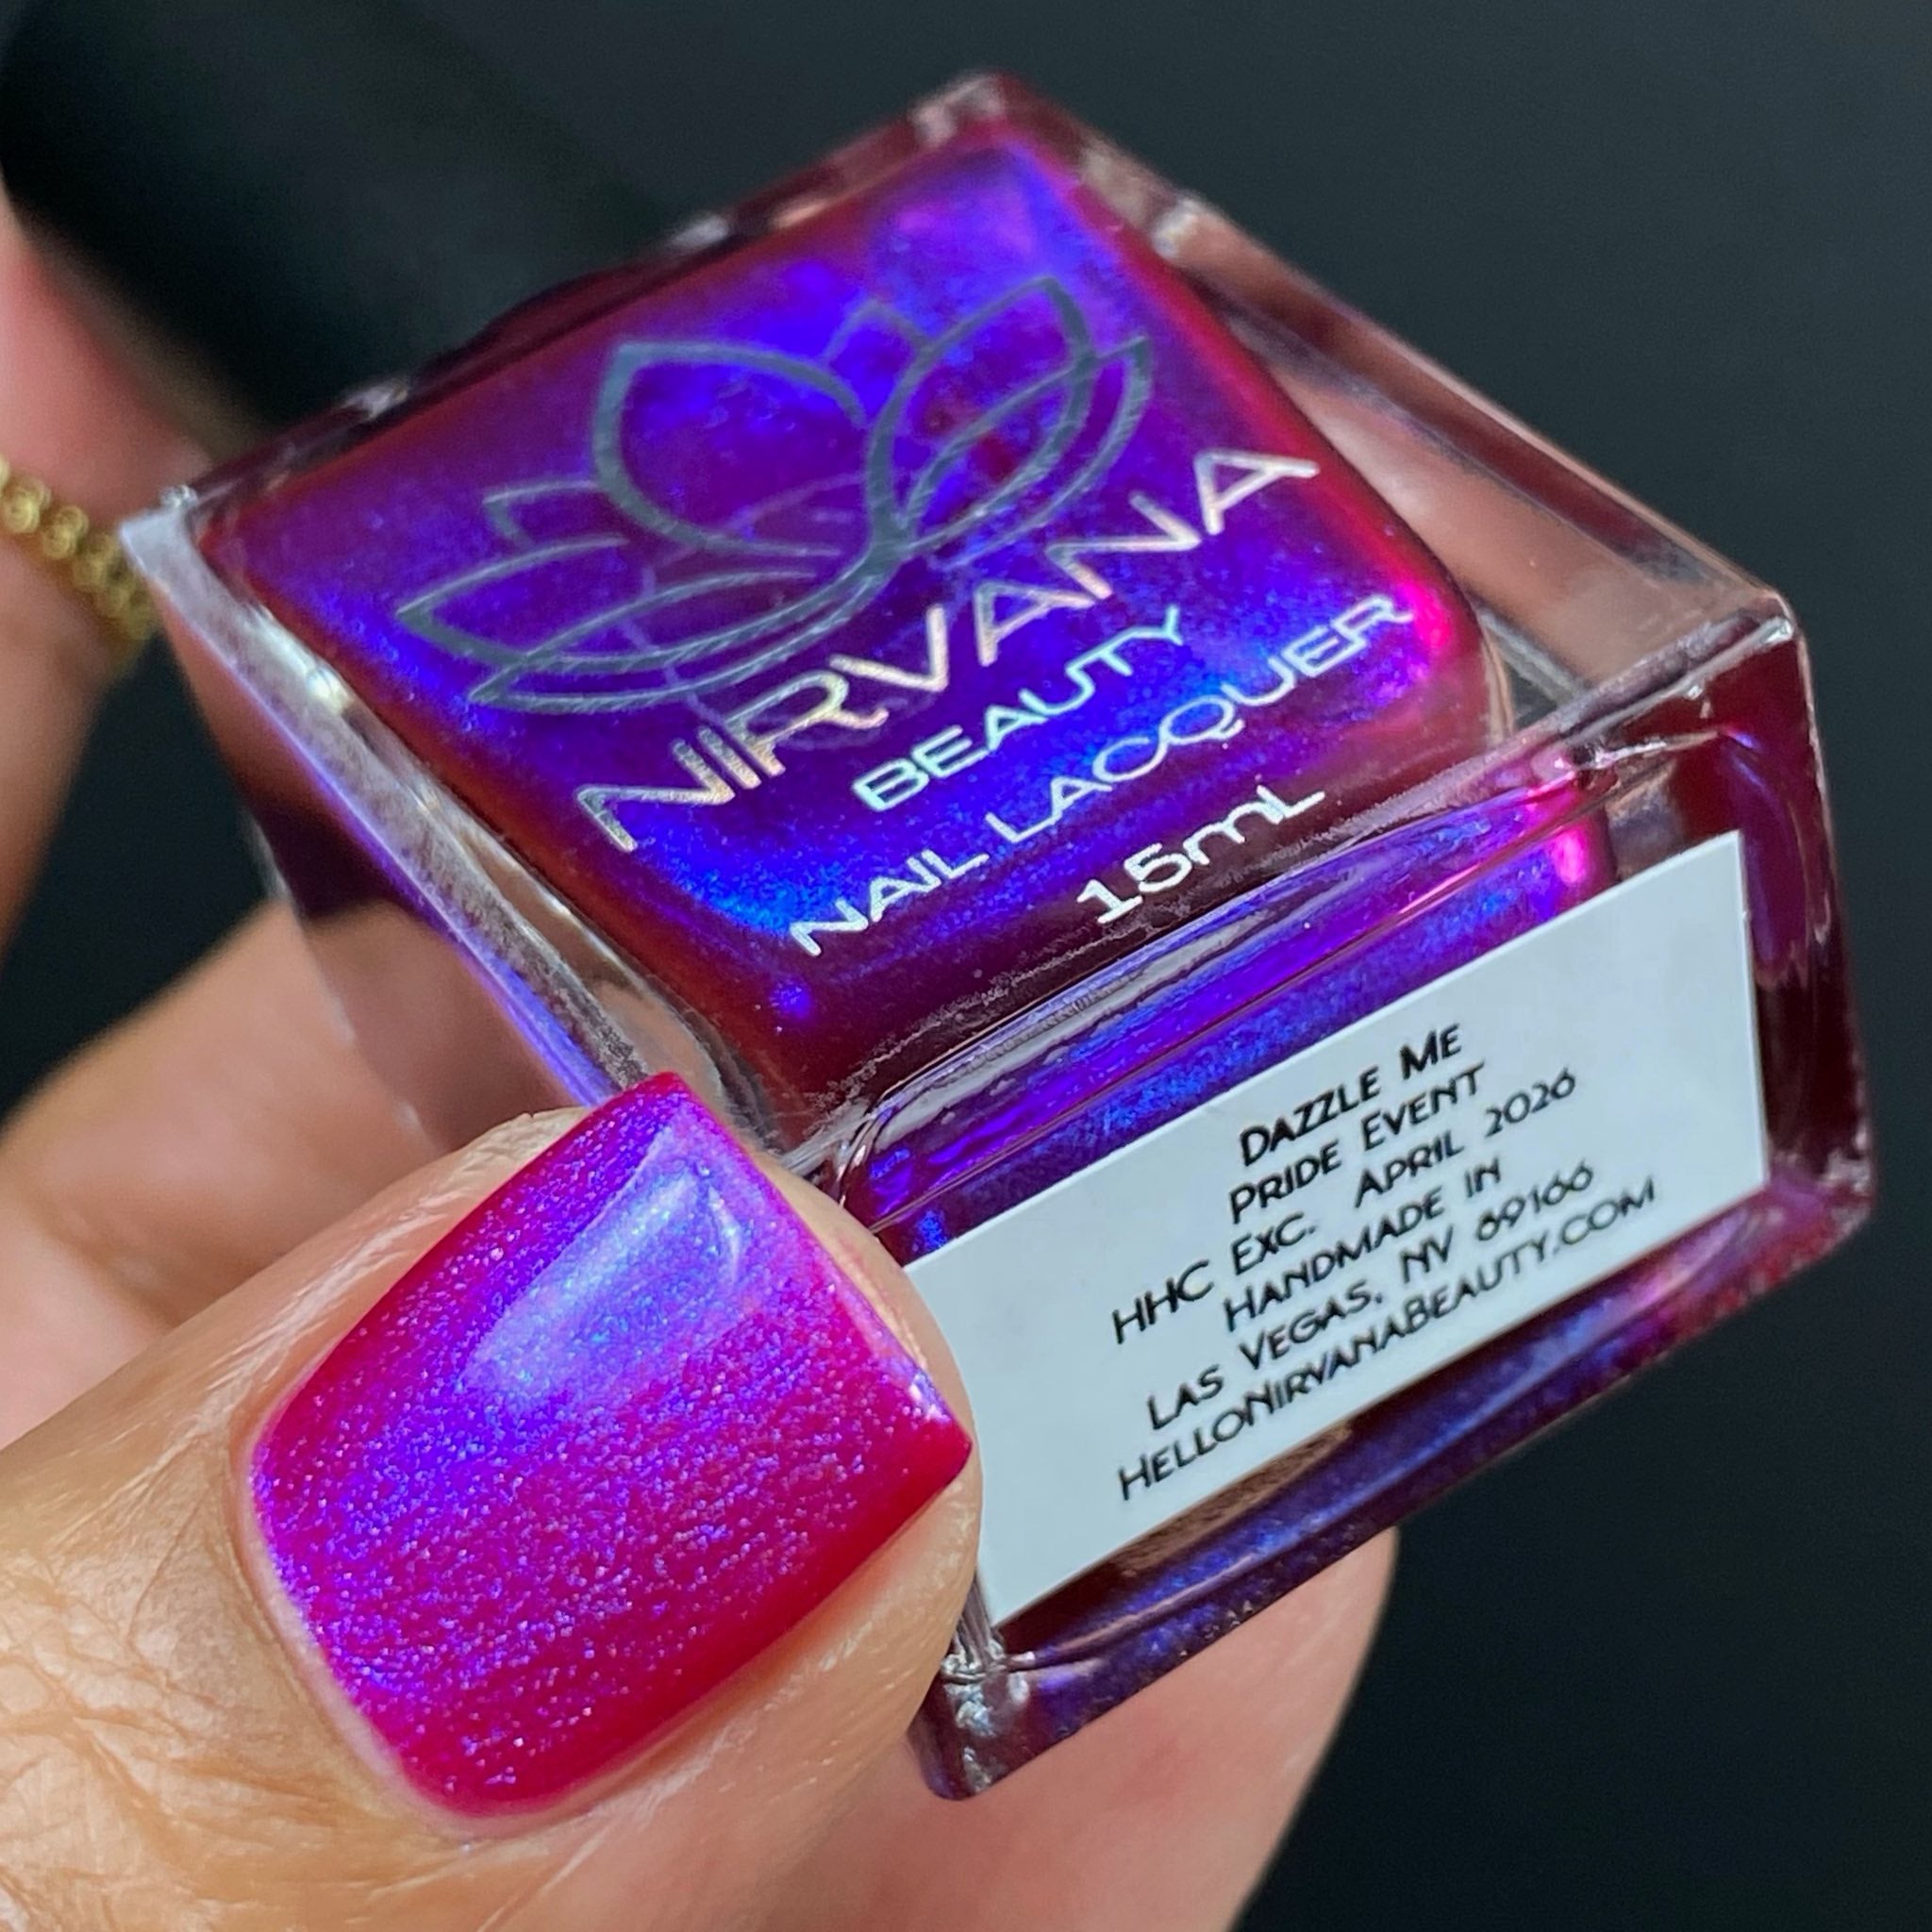 NIRVANA
BEAUTY
NAIL LACQUER
15mL
DAZZLE ME
PRIDE EVENT
HHC EXC. APRIL 2026
HANDMADE IN
LAS VEGAS, NV 89166
HELLONIRVANABEAUTY.COM